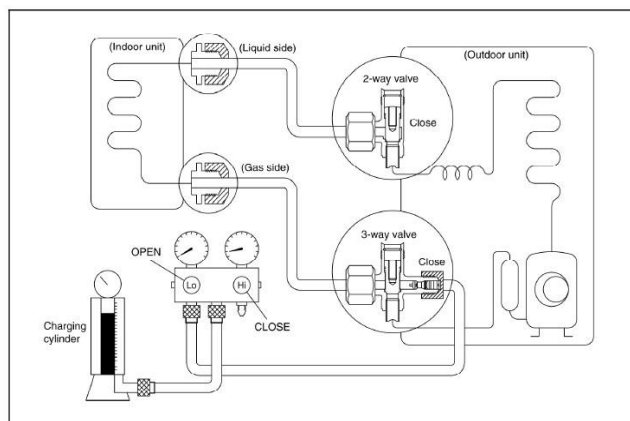 (Indoor unit)
(Liquid side)
(Outdoor unit)
2-way valve
Close
(Gas side)
3-way valve
Close
OPEN
Lo
Hi
CLOSE
Charging
cylinder